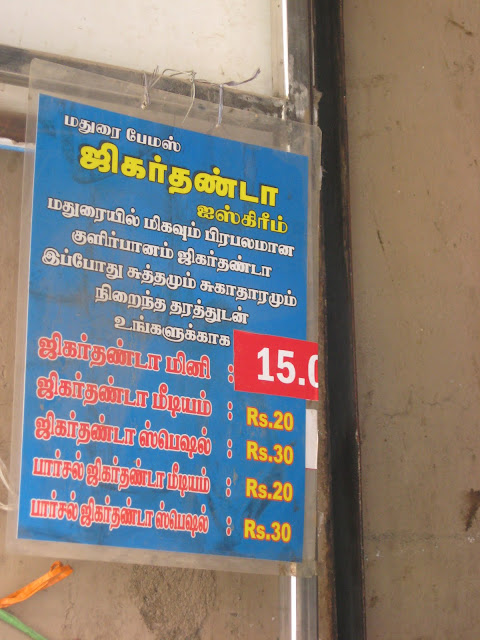 மதுரை பேமஸ்
ஜிகர்தண்டா
ஐஸ்கிரீம்
மதுரையில் மிகவும் பிரபலமான
குளிர்பானம் ஜிகர்தண்டா
இப்போது சுத்தமும் சுகாதாரமும்
நிறைந்த தரத்துடன்
உங்களுக்காக
ஜிகர்தண்டா மினி : 15.0
ஜிகர்தண்டா மீடியம் : Rs.20
ஜிகர்தண்டா ஸ்பெஷல் : Rs.30
பார்சல் ஜிகர்தண்டா மீடியம் : Rs.20
பார்சல் ஜிகர்தண்டா ஸ்பெஷல் : Rs.30